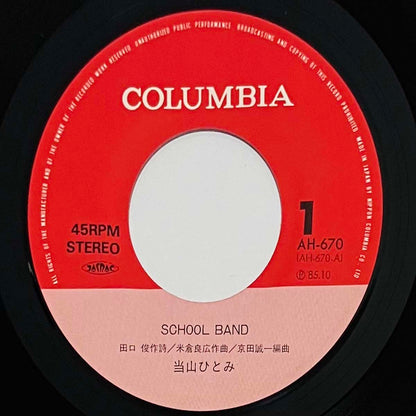 ALL RIGHTS OF THE MANUFACTURER AND OF THE OWNER OF THE RECORDED WORK RESERVED UNAUTHORIZED PUBLIC PERFORMANCE BROADCASTING AND COPYING OF THIS RECORD PROHIBITED MADE IN JAPAN BY NIPPON COLUMBIA CO., LTD.
COLUMBIA
45RPM
STEREO
JASRAC
1
AH-670
(AH-670-A)
Ⓟ85.10
SCHOOL BAND
田口 俊作詩/米倉良広作曲/京田誠一編曲
当山ひとみ